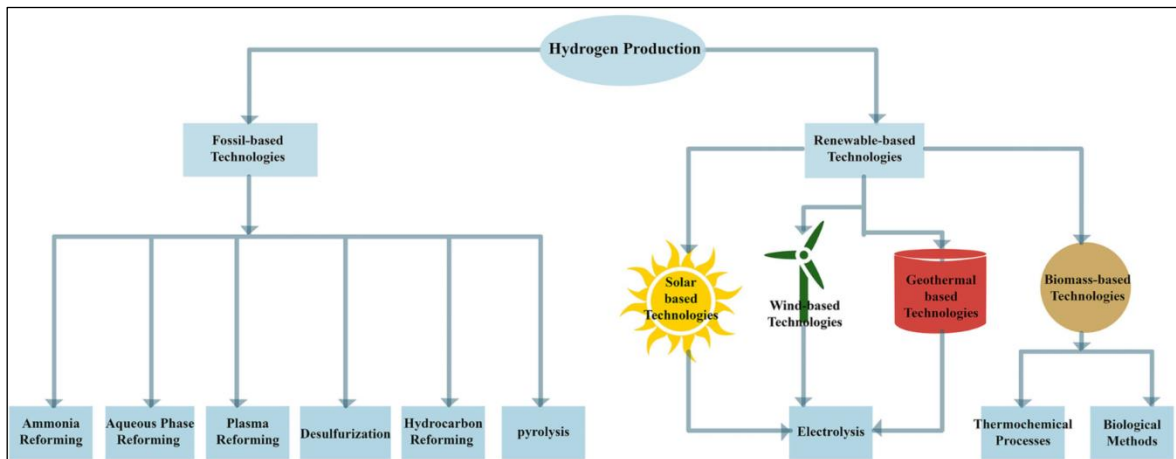 Hydrogen Production
Fossil-based
Technologies
Renewable-based
Technologies
Solar
based
Technologies
Wind-based
Technologies
Geothermal
based
Technologies
Biomass-based
Technologies
Ammonia
Reforming
Aqueous Phase
Reforming
Plasma
Reforming
Desulfurization
Hydrocarbon
Reforming
pyrolysis
Electrolysis
Thermochemical
Processes
Biological
Methods